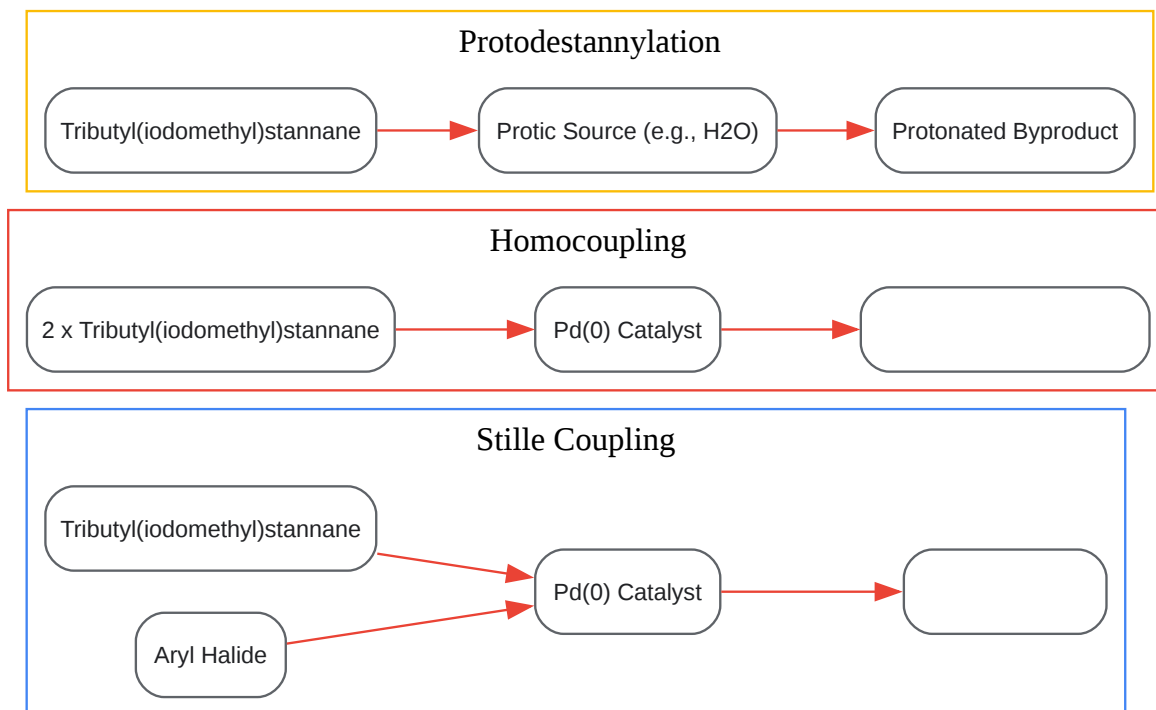 Protodestannylation
Tributyl(iodomethyl)stannane
Protic Source (e.g., H2O)
Protonated Byproduct
Homocoupling
2 x Tributyl(iodomethyl)stannane
Pd(0) Catalyst
Stille Coupling
Tributyl(iodomethyl)stannane
Pd(0) Catalyst
Aryl Halide